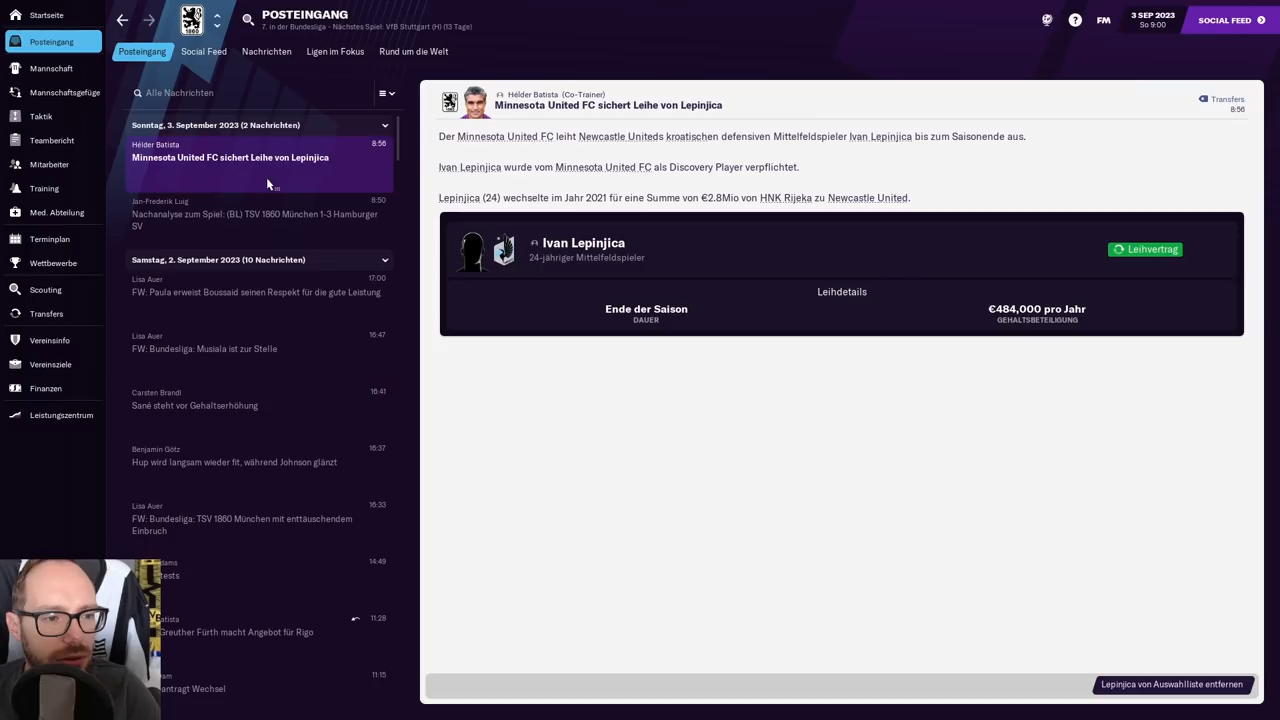 Startseite
Posteingang
Mannschaft
Mannschaftsgefüge
Taktik
Teambericht
Mitarbeiter
Training
Med. Abteilung
Terminplan
Wettbewerbe
Scouting
Transfers
Vereinsinfo
Vereinsziele
Finanzen
Leistungszentrum
POSTEINGANG
7. in der Bundesliga - Nächstes Spiel: VfB Stuttgart (H) (13 Tage)
FM
3 SEP 2023
So 9:00
SOCIAL FEED
Posteingang Social Feed Nachrichten Ligen im Fokus Rund um die Welt
Alle Nachrichten
Sonntag, 3. September 2023 (2 Nachrichten)
Hélder Batista 8:56
Minnesota United FC sichert Leihe von Lepinjica
Jan-Frederik Luig 8:50
Nachanalyse zum Spiel: (BL) TSV 1860 München 1-3 Hamburger
SV
Samstag, 2. September 2023 (10 Nachrichten)
Lisa Auer 17:00
FW: Paula erweist Boussaid seinen Respekt für die gute Leistung
Lisa Auer 16:47
FW: Bundesliga: Musiala ist zur Stelle
Carsten Brandl 16:41
Sané steht vor Gehaltserhöhung
Benjamin Götz 16:37
Hup wird langsam wieder fit, während Johnson glänzt
Lisa Auer 16:33
FW: Bundesliga: TSV 1860 München mit enttäuschendem
Einbruch
dams 14:49
tests
atista 11:28
Greuther Fürth macht Angebot für Rigo
am 11:15
antragt Wechsel
Hélder Batista (Co-Trainer)
Minnesota United FC sichert Leihe von Lepinjica
Transfers
8:56
Der Minnesota United FC leiht Newcastle Uniteds kroatischen defensiven Mittelfeldspieler Ivan Lepinjica bis zum Saisonende aus.
Ivan Lepinjica wurde vom Minnesota United FC als Discovery Player verpflichtet.
Lepinjica (24) wechselte im Jahr 2021 für eine Summe von €2.8Mio von HNK Rijeka zu Newcastle United.
Ivan Lepinjica
24-jähriger Mittelfeldspieler
Leihvertrag
Leihdetails
Ende der Saison €484,000 pro Jahr
DAUER GEHALTSBETEILIGUNG
Lepinjica von Auswahlliste entfernen